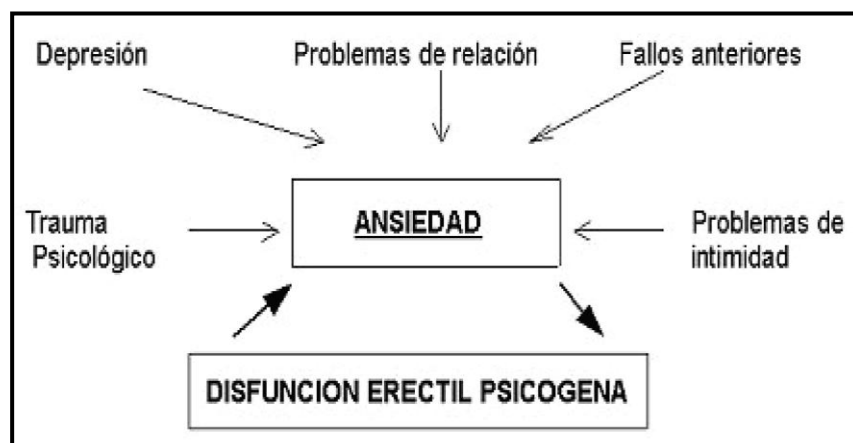 Depresión
Problemas de relación
Fallos anteriores
Trauma
Psicológico
ANSIEDAD
Problemas de
intimidad
DISFUNCION ERECTIL PSICOGENA